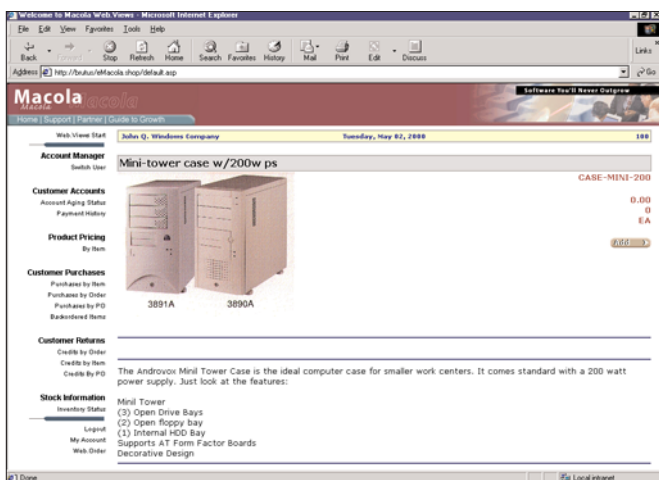 Welcome to Macola Web.Views - Microsoft Internet Explorer
File Edit View Favorites Tools Help
Back Forward Stop Refresh Home Search Favorites History Mail Print Edit Discuss Links
Address http://brutus/eMacola.shop/default.asp Go
Macola Macola
Macola
Software You'll Never Outgrow
Home | Support | Partner | Guide to Growth
Web.Views Start
John Q. Windows Company Tuesday, May 02, 2000 100
Account Manager
Switch User
Mini-tower case w/200w ps
CASE-MINI-200
Customer Accounts
Account Aging Status
Payment History
0.00
0
EA
Product Pricing
By Item
Customer Purchases
Purchases by Item
Purchases by Order
Purchases by PO
Backordered Items
3891A 3890A
Customer Returns
Credits by Order
Credits by Item
Credits By PO
The Androvox Minil Tower Case is the ideal computer case for smaller work centers. It comes standard with a 200 watt
power supply. Just look at the features:
Stock Information
Inventory Status
Logout
My Account
Web.Order
Minil Tower
(3) Open Drive Bays
(2) Open floppy bay
(1) Internal HDD Bay
Supports AT Form Factor Boards
Decorative Design
Done Local intranet